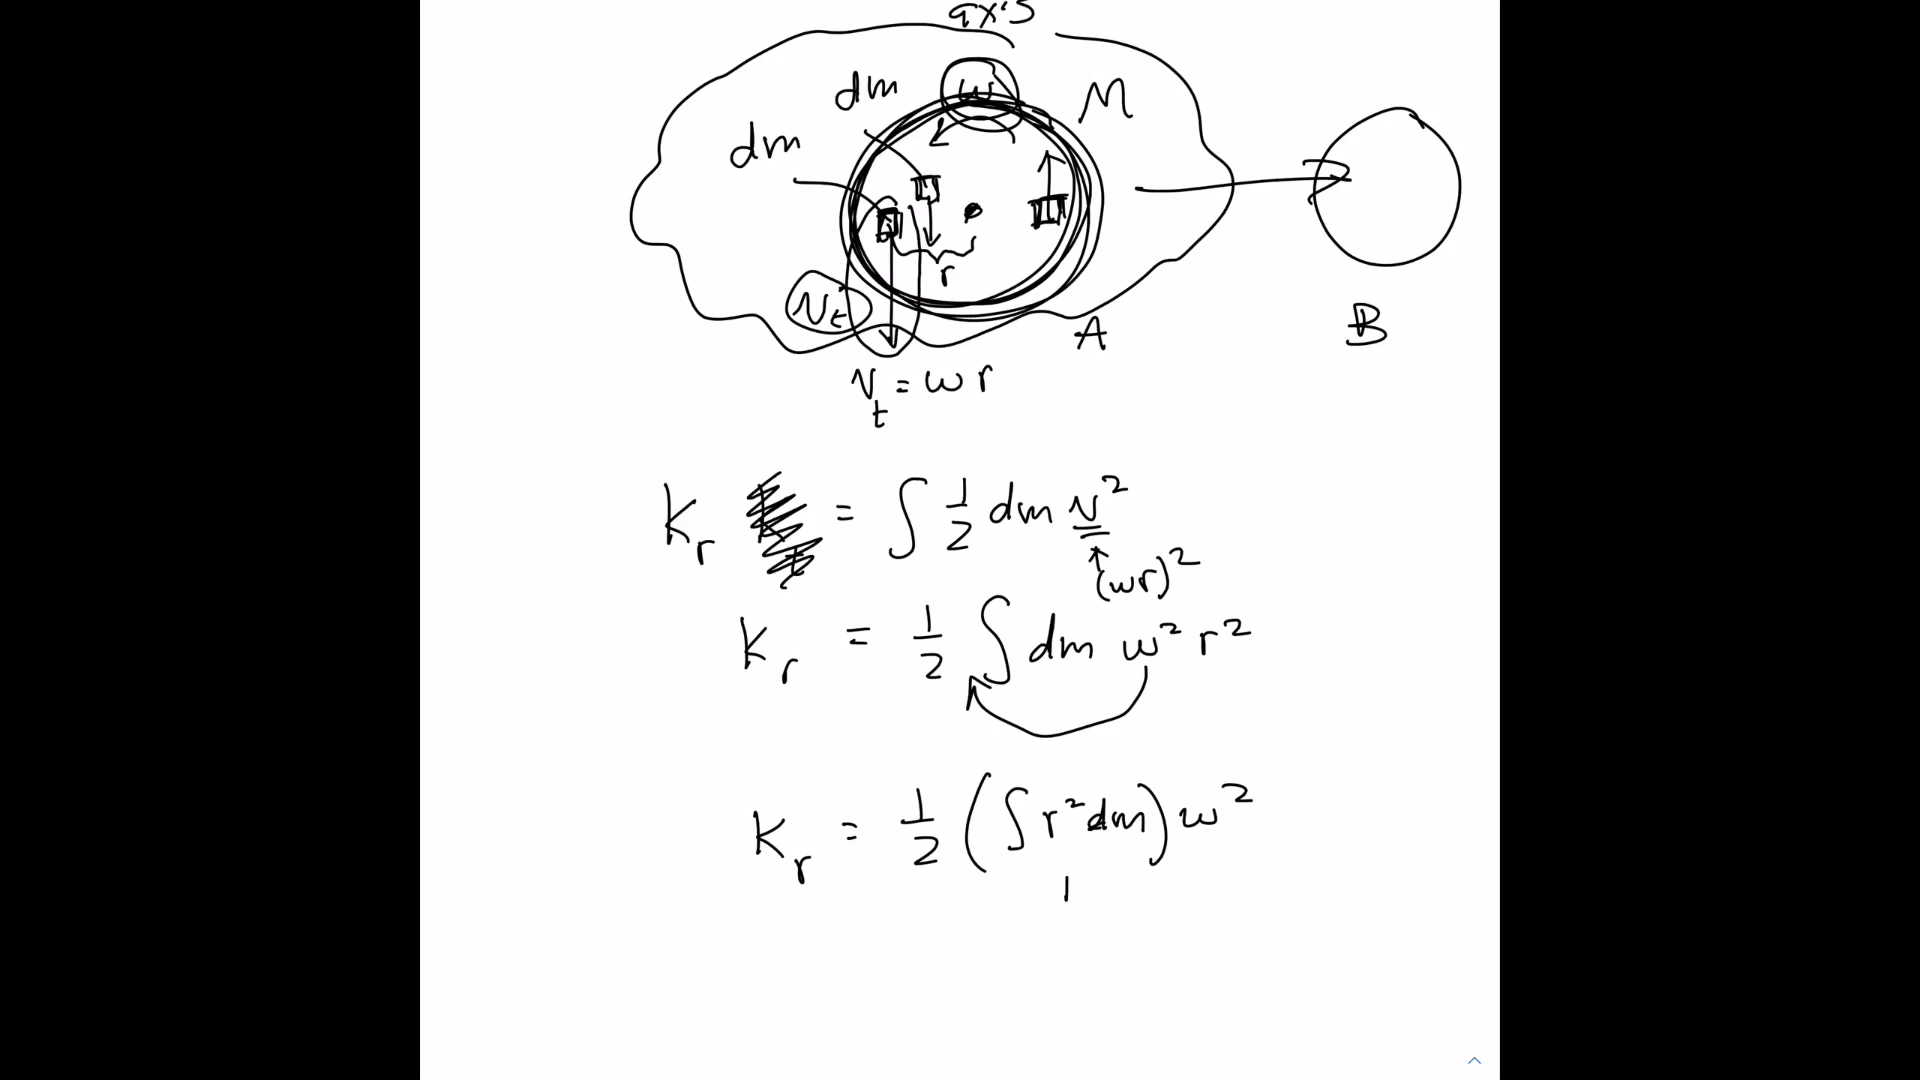 axis
dm ω M
dm
r
v_t A B
v_t = ω r
K_r = ∫ 1/2 dm v²
(ωr)²
K_r = 1/2 ∫ dm ω² r²
K_r = 1/2 (∫ r² dm) ω²
I